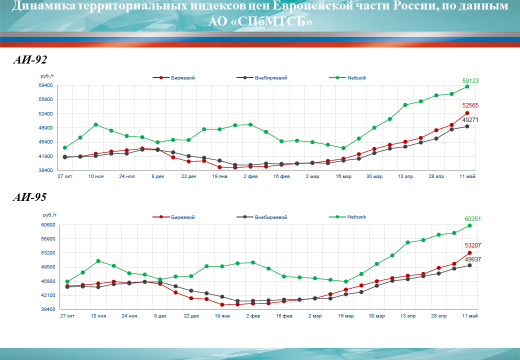 Динамика территориальных индексов цен Европейской части России, по данным
АО «СПбМТСБ»
АИ-92
руб./т
Биржевой Внебиржевой Netback
59400
55900
52400
48900
45400
41900
39400
59123
52565
49271
27 окт 10 ноя 24 ноя 8 дек 22 дек 19 янв 2 фев 16 фев 2 мар 16 мар 30 мар 13 апр 28 апр 11 май
АИ-95
руб./т
Биржевой Внебиржевой Netback
60600
53200
49600
45600
42100
39400
60351
53207
49937
27 окт 10 ноя 24 ноя 8 дек 22 дек 19 янв 2 фев 16 фев 2 мар 16 мар 30 мар 13 апр 28 апр 11 май